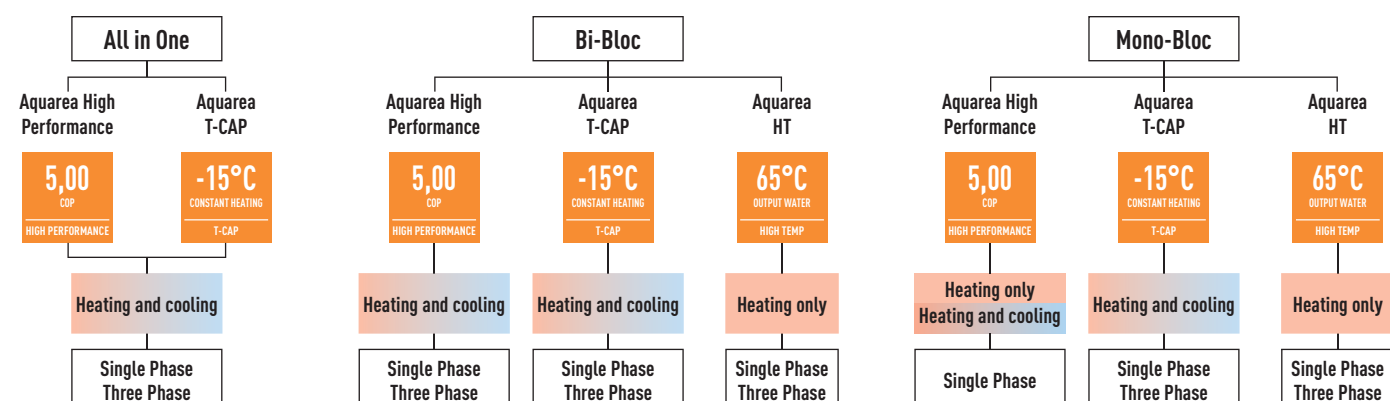 All in One
Aquarea High
Performance
Aquarea
T-CAP
5,00
COP
HIGH PERFORMANCE
-15°C
CONSTANT HEATING
T-CAP
Heating and cooling
Single Phase
Three Phase
Bi-Bloc
Aquarea High
Performance
Aquarea
T-CAP
Aquarea
HT
5,00
COP
HIGH PERFORMANCE
-15°C
CONSTANT HEATING
T-CAP
65°C
OUTPUT WATER
HIGH TEMP
Heating and cooling
Heating and cooling
Heating only
Single Phase
Three Phase
Single Phase
Three Phase
Single Phase
Three Phase
Mono-Bloc
Aquarea High
Performance
Aquarea
T-CAP
Aquarea
HT
5,00
COP
HIGH PERFORMANCE
-15°C
CONSTANT HEATING
T-CAP
65°C
OUTPUT WATER
HIGH TEMP
Heating only
Heating and cooling
Heating and cooling
Heating only
Single Phase
Single Phase
Three Phase
Single Phase
Three Phase